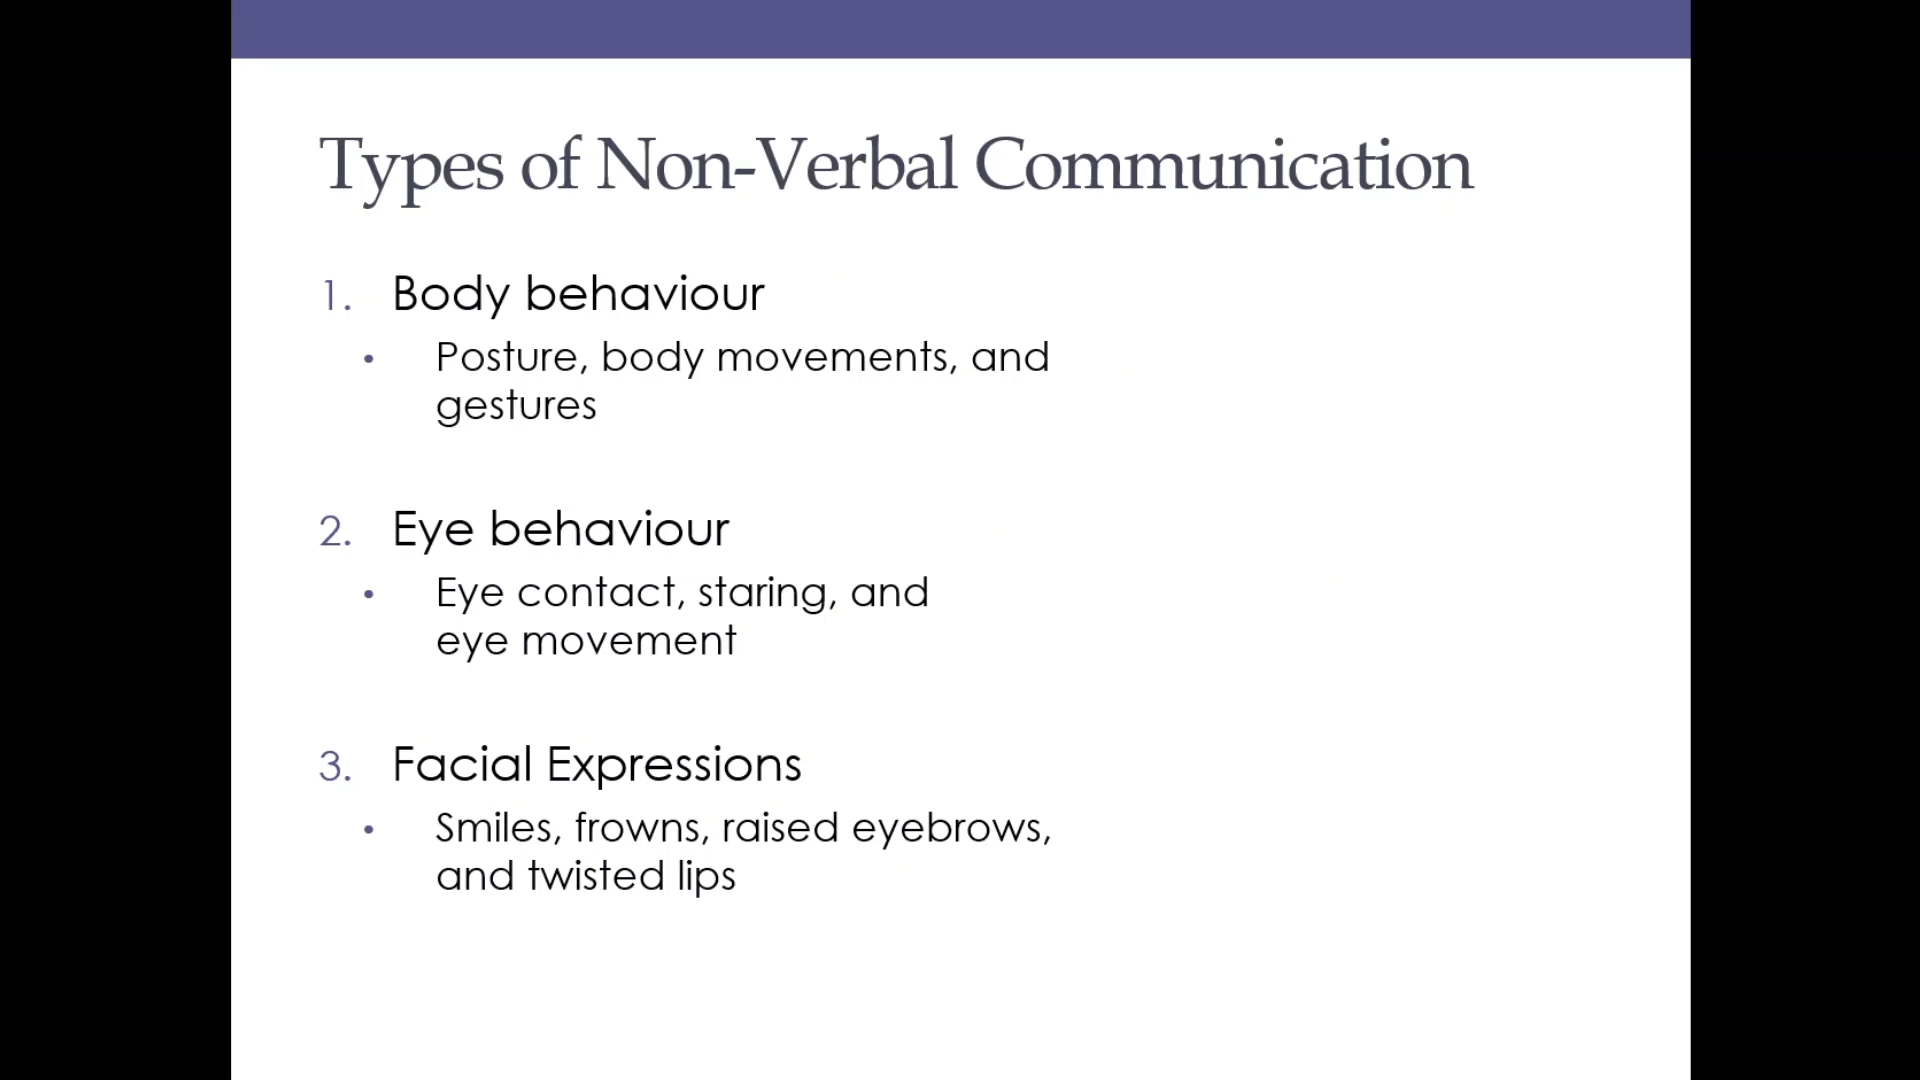 Types of Non-Verbal Communication
1. Body behaviour
• Posture, body movements, and
gestures
2. Eye behaviour
• Eye contact, staring, and
eye movement
3. Facial Expressions
• Smiles, frowns, raised eyebrows,
and twisted lips